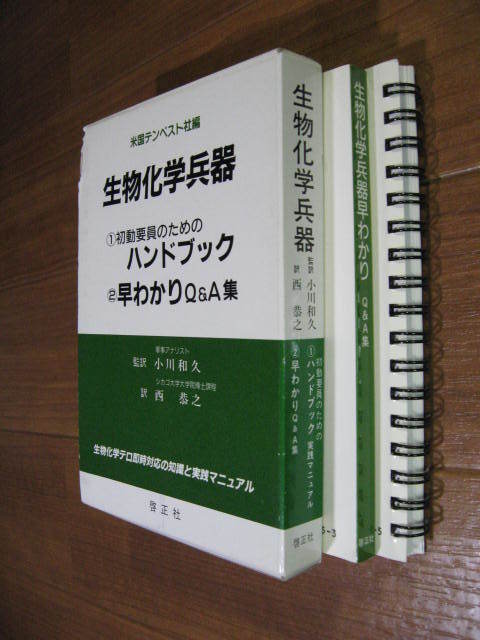 米国テンペスト社編
生物化学兵器
①初動要員のための
ハンドブック
②早わかりQ&A集
軍事アナリスト
監訳 小川和久
シカゴ大学大学院博士課程
訳 西 恭之
生物化学テロ即時対応の知識と実践マニュアル
啓正社
生物化学兵器
監訳 小川和久
訳 西 恭之
①初動要員のための
ハンドブック 実践マニュアル
②早わかりQ&A集
啓正社
生物化学兵器早わかり Q&A集
啓正社